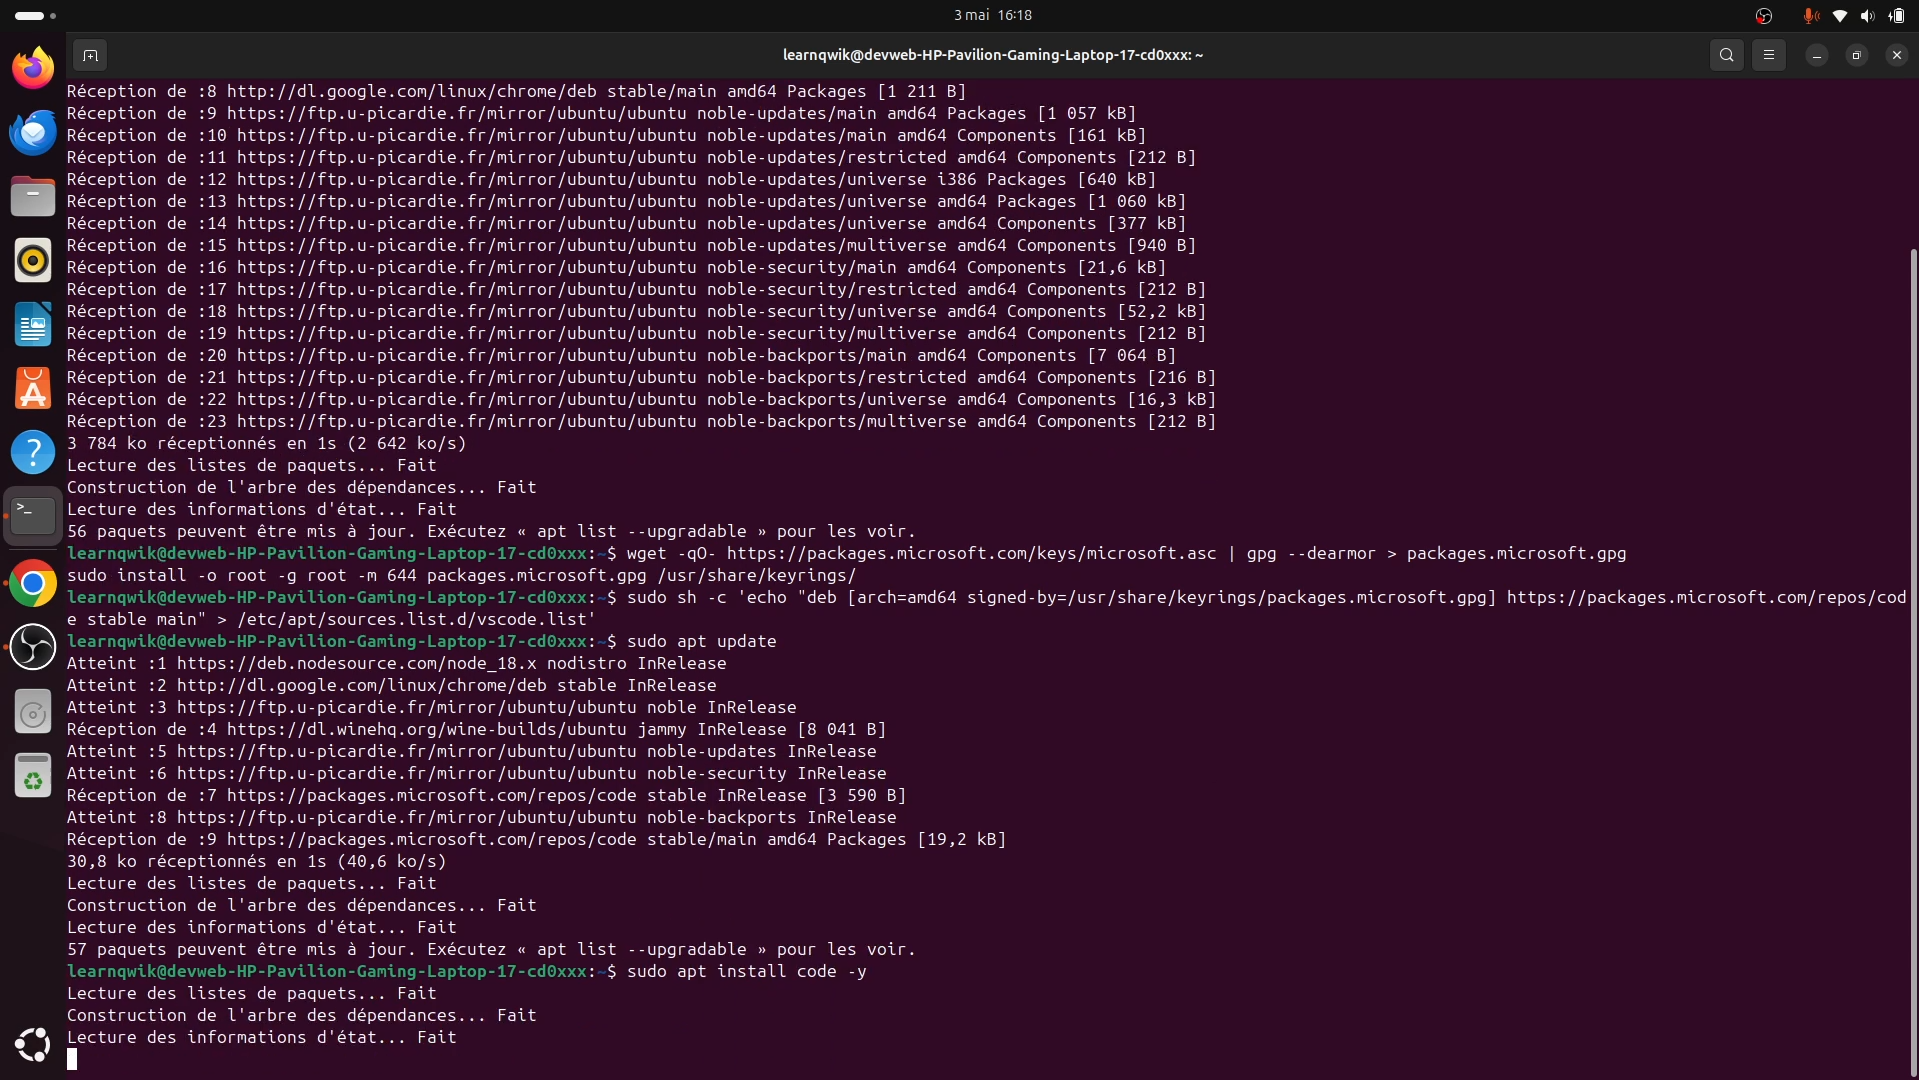 3 mai 16:18
learnqwik@devweb-HP-Pavilion-Gaming-Laptop-17-cd0xxx: ~
Réception de :8 http://dl.google.com/linux/chrome/deb stable/main amd64 Packages [1 211 B]
Réception de :9 https://ftp.u-picardie.fr/mirror/ubuntu/ubuntu noble-updates/main amd64 Packages [1 057 kB]
Réception de :10 https://ftp.u-picardie.fr/mirror/ubuntu/ubuntu noble-updates/main amd64 Components [161 kB]
Réception de :11 https://ftp.u-picardie.fr/mirror/ubuntu/ubuntu noble-updates/restricted amd64 Components [212 B]
Réception de :12 https://ftp.u-picardie.fr/mirror/ubuntu/ubuntu noble-updates/universe i386 Packages [640 kB]
Réception de :13 https://ftp.u-picardie.fr/mirror/ubuntu/ubuntu noble-updates/universe amd64 Packages [1 060 kB]
Réception de :14 https://ftp.u-picardie.fr/mirror/ubuntu/ubuntu noble-updates/universe amd64 Components [377 kB]
Réception de :15 https://ftp.u-picardie.fr/mirror/ubuntu/ubuntu noble-updates/multiverse amd64 Components [940 B]
Réception de :16 https://ftp.u-picardie.fr/mirror/ubuntu/ubuntu noble-security/main amd64 Components [21,6 kB]
Réception de :17 https://ftp.u-picardie.fr/mirror/ubuntu/ubuntu noble-security/restricted amd64 Components [212 B]
Réception de :18 https://ftp.u-picardie.fr/mirror/ubuntu/ubuntu noble-security/universe amd64 Components [52,2 kB]
Réception de :19 https://ftp.u-picardie.fr/mirror/ubuntu/ubuntu noble-security/multiverse amd64 Components [212 B]
Réception de :20 https://ftp.u-picardie.fr/mirror/ubuntu/ubuntu noble-backports/main amd64 Components [7 064 B]
Réception de :21 https://ftp.u-picardie.fr/mirror/ubuntu/ubuntu noble-backports/restricted amd64 Components [216 B]
Réception de :22 https://ftp.u-picardie.fr/mirror/ubuntu/ubuntu noble-backports/universe amd64 Components [16,3 kB]
Réception de :23 https://ftp.u-picardie.fr/mirror/ubuntu/ubuntu noble-backports/multiverse amd64 Components [212 B]
3 784 ko réceptionnés en 1s (2 642 ko/s)
Lecture des listes de paquets... Fait
Construction de l'arbre des dépendances... Fait
Lecture des informations d'état... Fait
56 paquets peuvent être mis à jour. Exécutez « apt list --upgradable » pour les voir.
learnqwik@devweb-HP-Pavilion-Gaming-Laptop-17-cd0xxx:~$ wget -qO- https://packages.microsoft.com/keys/microsoft.asc | gpg --dearmor > packages.microsoft.gpg
sudo install -o root -g root -m 644 packages.microsoft.gpg /usr/share/keyrings/
learnqwik@devweb-HP-Pavilion-Gaming-Laptop-17-cd0xxx:~$ sudo sh -c 'echo "deb [arch=amd64 signed-by=/usr/share/keyrings/packages.microsoft.gpg] https://packages.microsoft.com/repos/cod
e stable main" > /etc/apt/sources.list.d/vscode.list'
learnqwik@devweb-HP-Pavilion-Gaming-Laptop-17-cd0xxx:~$ sudo apt update
Atteint :1 https://deb.nodesource.com/node_18.x nodistro InRelease
Atteint :2 http://dl.google.com/linux/chrome/deb stable InRelease
Atteint :3 https://ftp.u-picardie.fr/mirror/ubuntu/ubuntu noble InRelease
Réception de :4 https://dl.winehq.org/wine-builds/ubuntu jammy InRelease [8 041 B]
Atteint :5 https://ftp.u-picardie.fr/mirror/ubuntu/ubuntu noble-updates InRelease
Atteint :6 https://ftp.u-picardie.fr/mirror/ubuntu/ubuntu noble-security InRelease
Réception de :7 https://packages.microsoft.com/repos/code stable InRelease [3 590 B]
Atteint :8 https://ftp.u-picardie.fr/mirror/ubuntu/ubuntu noble-backports InRelease
Réception de :9 https://packages.microsoft.com/repos/code stable/main amd64 Packages [19,2 kB]
30,8 ko réceptionnés en 1s (40,6 ko/s)
Lecture des listes de paquets... Fait
Construction de l'arbre des dépendances... Fait
Lecture des informations d'état... Fait
57 paquets peuvent être mis à jour. Exécutez « apt list --upgradable » pour les voir.
learnqwik@devweb-HP-Pavilion-Gaming-Laptop-17-cd0xxx:~$ sudo apt install code -y
Lecture des listes de paquets... Fait
Construction de l'arbre des dépendances... Fait
Lecture des informations d'état... Fait